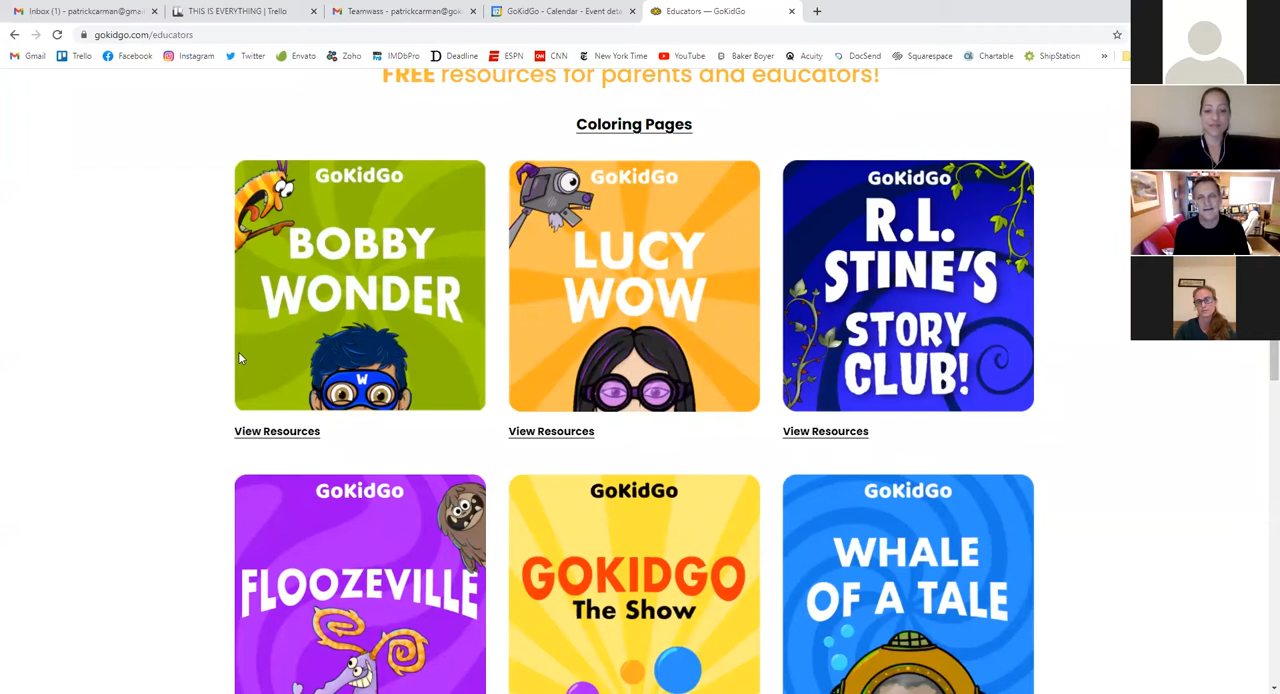 Inbox (1) - patrickcarman@gmai
THIS IS EVERYTHING | Trello
Teamwass - patrickcarman@gok
GoKidGo - Calendar - Event deta
Educators — GoKidGo
gokidgo.com/educators
Gmail
Trello
Facebook
Instagram
Twitter
Envato
Zoho
IMDbPro
Deadline
ESPN
CNN
New York Time
YouTube
Baker Boyer
Acuity
DocSend
Squarespace
Chartable
ShipStation
FREE resources for parents and educators!
Coloring Pages
GoKidGo
BOBBY
WONDER
W
View Resources
GoKidGo
LUCY
WOW
View Resources
GoKidGo
R.L.
STINE'S
STORY
CLUB!
View Resources
GoKidGo
FLOOZEVILLE
GoKidGo
GOKIDGO
The Show
GoKidGo
WHALE
OF A TALE